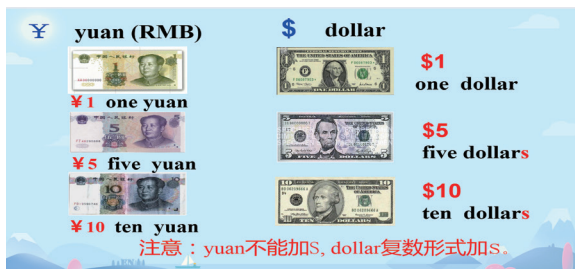 ¥ yuan (RMB)
$ dollar
¥1 one yuan
$1
one dollar
¥5 five yuan
$5
five dollars
¥10 ten yuan
$10
ten dollars
注意：yuan不能加S, dollar复数形式加s。